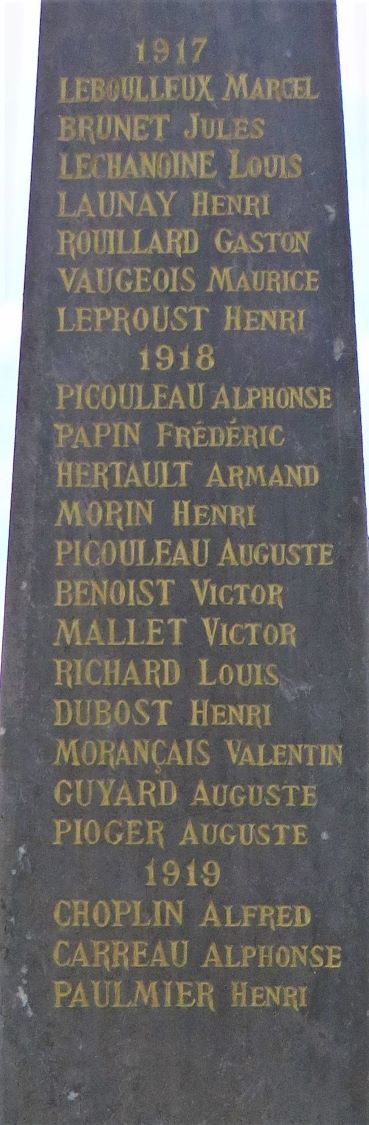 1917
LEBOULLEUX MARCEL
BRUNET JULES
LECHANOINE LOUIS
LAUNAY HENRI
ROUILLARD GASTON
VAUGEOIS MAURICE
LEPROUST HENRI
1918
PICOULEAU ALPHONSE
PAPIN FRÉDÉRIC
HERTAULT ARMAND
MORIN HENRI
PICOULEAU AUGUSTE
BENOIST VICTOR
MALLET VICTOR
RICHARD LOUIS
DUBOST HENRI
MORANÇAIS VALENTIN
GUYARD AUGUSTE
PIOGER AUGUSTE
1919
CHOPLIN ALFRED
CARREAU ALPHONSE
PAULMIER HENRI